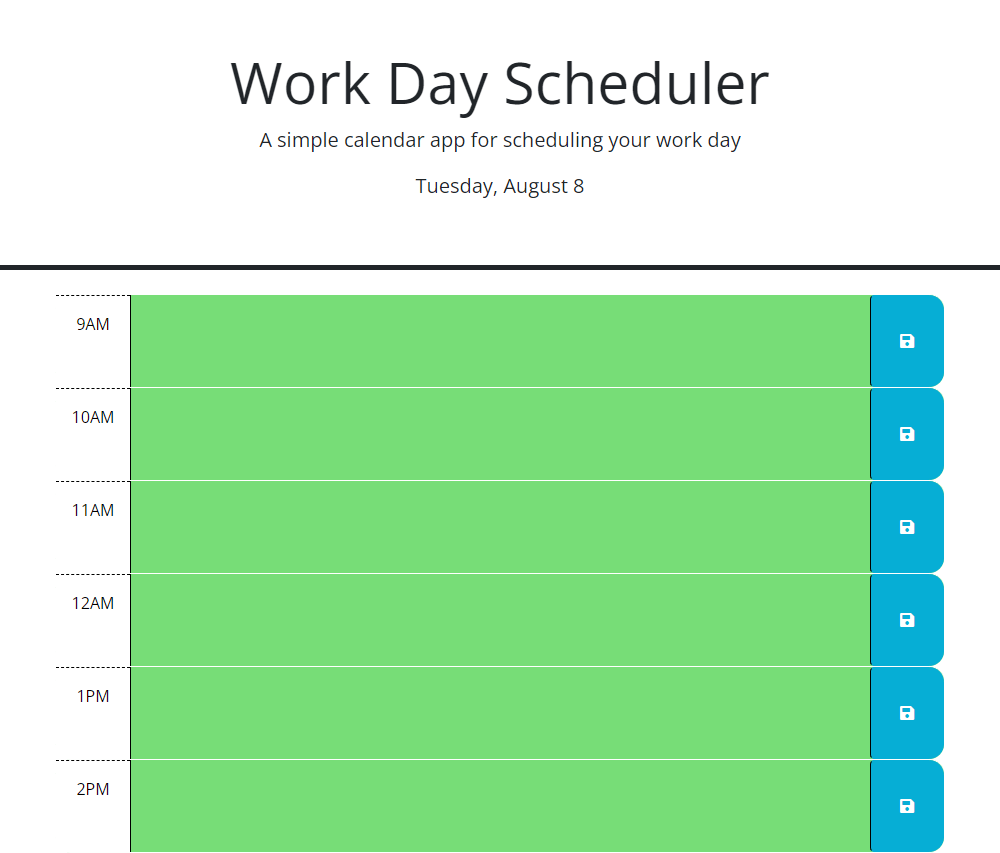 Work Day Scheduler
A simple calendar app for scheduling your work day
Tuesday, August 8
9AM
10AM
11AM
12AM
1PM
2PM